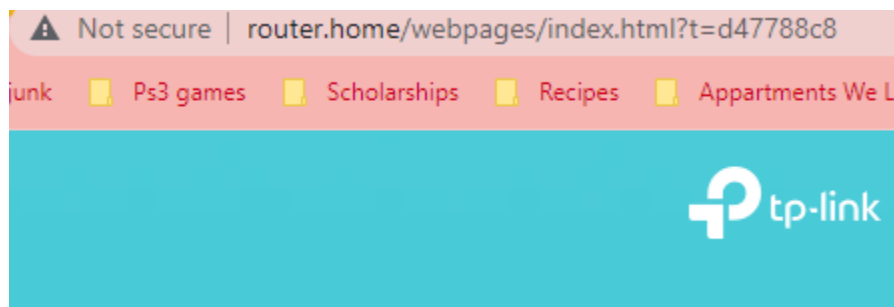 Not secure | router.home/webpages/index.html?t=d47788c8
junk Ps3 games Scholarships Recipes Appartments We L
tp-link